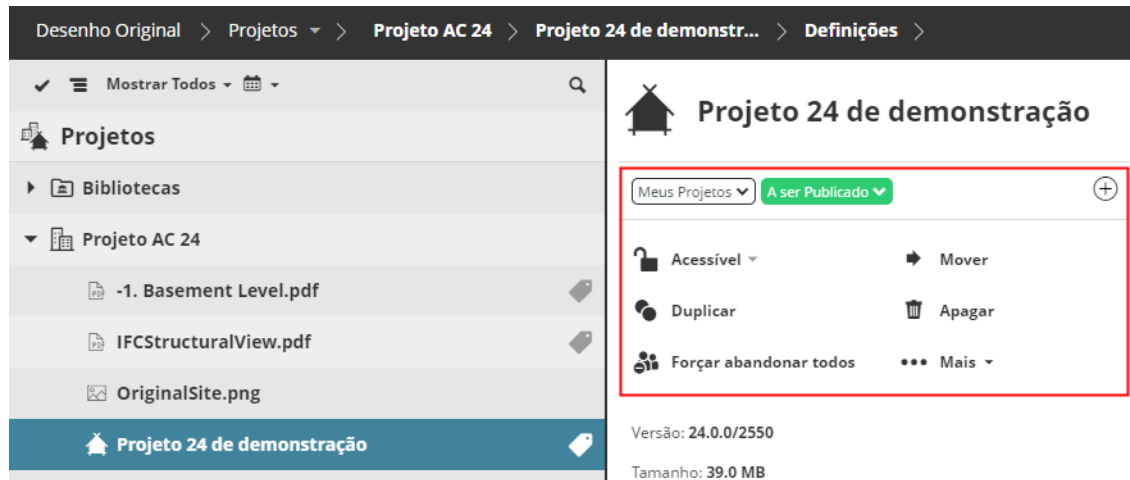 Desenho Original > Projetos > Projeto AC 24 > Projeto 24 de demonstr... > Definições >
Mostrar Todos
Projetos
Bibliotecas
Projeto AC 24
-1. Basement Level.pdf
IFCStructuralView.pdf
OriginalSite.png
Projeto 24 de demonstração
Projeto 24 de demonstração
Meus Projetos A ser Publicado
Acessível Mover
Duplicar Apagar
Forçar abandonar todos Mais
Versão: 24.0.0/2550
Tamanho: 39.0 MB